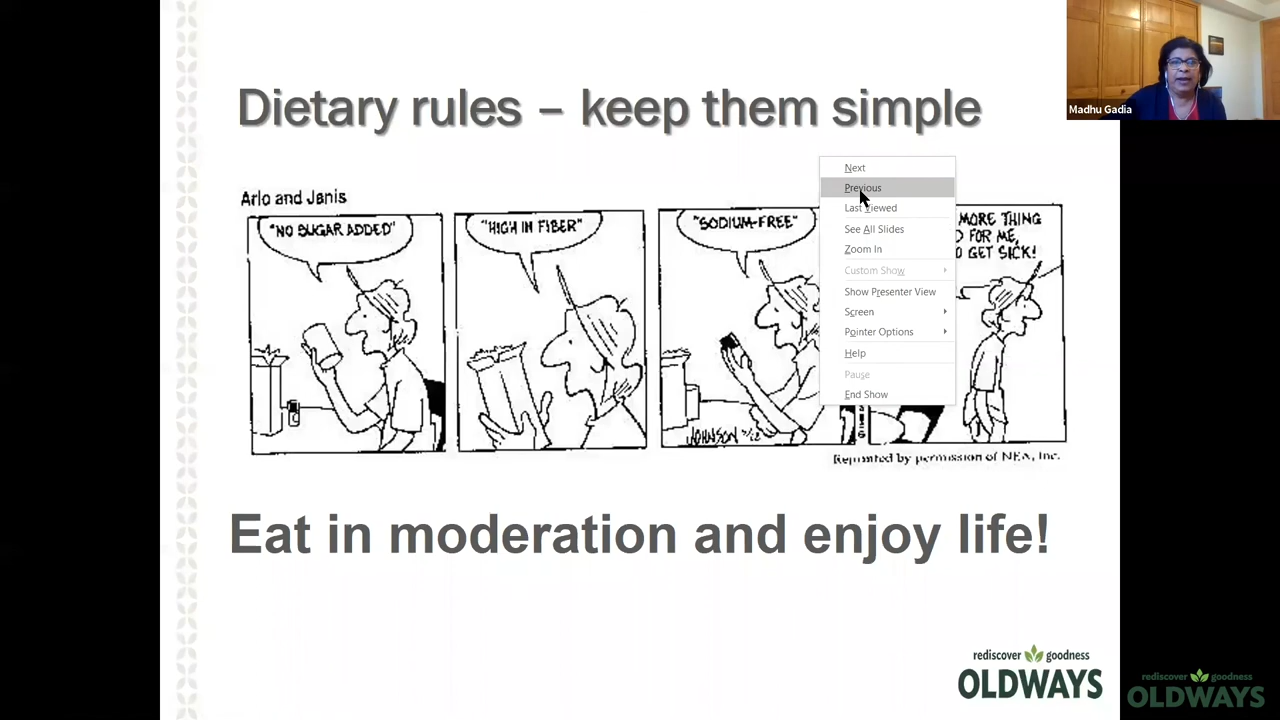 Dietary rules – keep them simple
Madhu Gadia
Arlo and Janis
"NO SUGAR ADDED"
"HIGH IN FIBER"
"SODIUM-FREE"
MORE THING
FOR ME,
GET SICK!
Next
Previous
Last Viewed
See All Slides
Zoom In
Custom Show
Show Presenter View
Screen
Pointer Options
Help
Pause
End Show
JOHNSON
Reprinted by permission of NEA, Inc.
Eat in moderation and enjoy life!
rediscover goodness
OLDWAYS
rediscover goodness
OLDWAYS